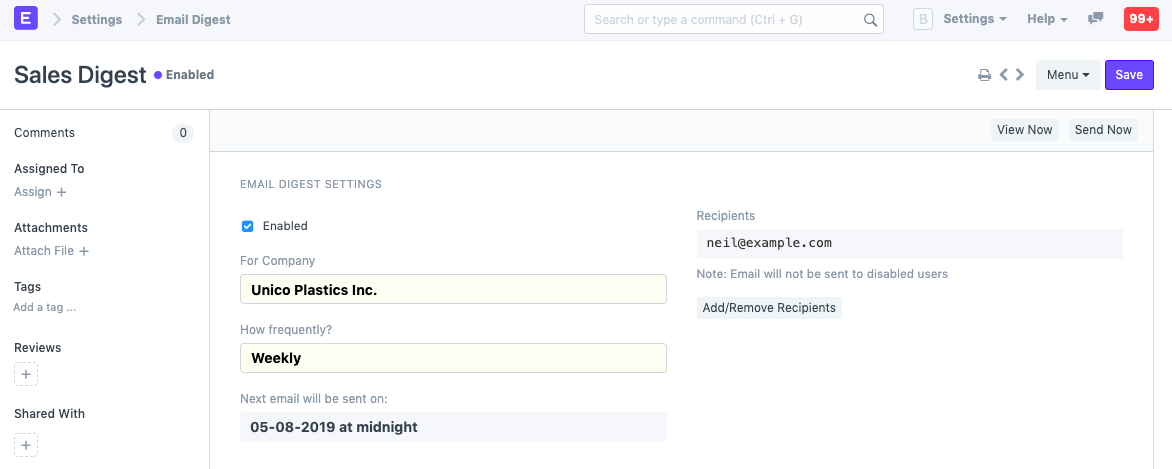 E Settings Email Digest Search or type a command (Ctrl + G) B Settings Help 99+
Sales Digest Enabled Menu Save
Comments 0
View Now Send Now
Assigned To
Assign +
Attachments
Attach File +
Tags
Add a tag ...
Reviews
+
Shared With
+
EMAIL DIGEST SETTINGS
Enabled
For Company
Unico Plastics Inc.
How frequently?
Weekly
Next email will be sent on:
05-08-2019 at midnight
Recipients
neil@example.com
Note: Email will not be sent to disabled users
Add/Remove Recipients